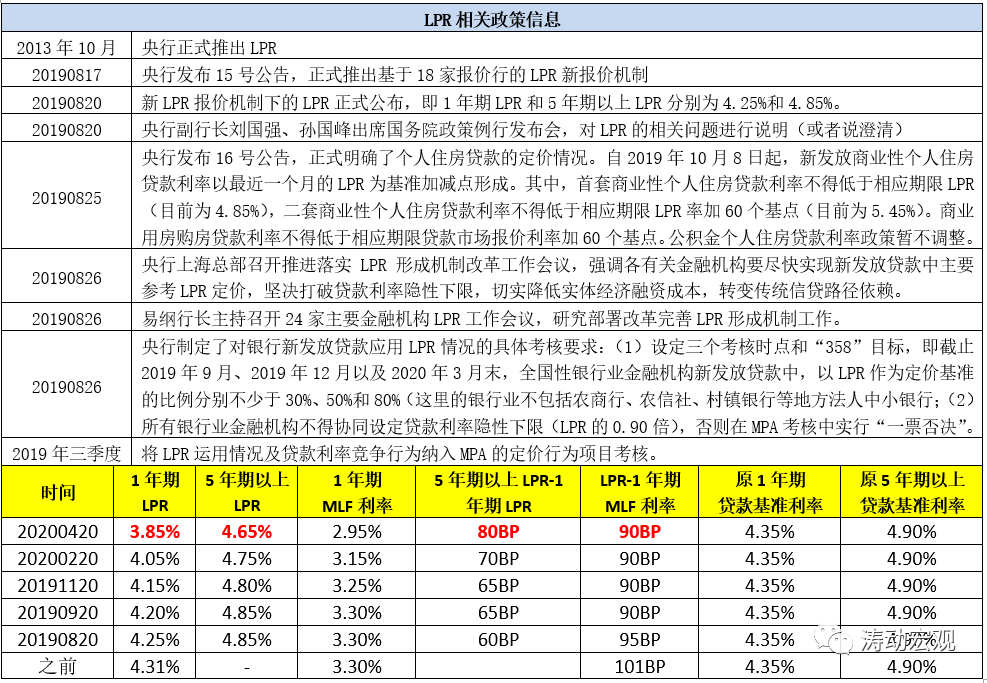 LPR 相关政策信息
2013 年 10 月 央行正式推出 LPR
20190817 央行发布 15 号公告，正式推出基于 18 家报价行的 LPR 新报价机制
20190820 新 LPR 报价机制下的 LPR 正式公布，即 1 年期 LPR 和 5 年期以上 LPR 分别为 4.25%和 4.85%。
20190820 央行副行长刘国强、孙国峰出席国务院政策例行发布会，对 LPR 的相关问题进行说明（或者说澄清）
20190825
央行发布 16 号公告，正式明确了个人住房贷款的定价情况。自 2019 年 10 月 8 日起，新发放商业性个人住房
贷款利率以最近一个月的 LPR 为基准加减点形成。其中，首套商业性个人住房贷款利率不得低于相应期限 LPR
（目前为 4.85%），二套商业性个人住房贷款利率不得低于相应期限 LPR 率加 60 个基点（目前为 5.45%）。商业
用房购房贷款利率不得低于相应期限贷款市场报价利率加 60 个基点。公积金个人住房贷款利率政策暂不调整。
20190826
央行上海总部召开推进落实 LPR 形成机制改革工作会议，强调各有关金融机构要尽快实现新发放贷款中主要
参考 LPR 定价，坚决打破贷款利率隐性下限，切实降低实体经济融资成本，转变传统信贷路径依赖。
20190826 易纲行长主持召开 24 家主要金融机构 LPR 工作会议，研究部署改革完善 LPR 形成机制工作。
20190826
央行制定了对银行新发放贷款应用 LPR 情况的具体考核要求：（1）设定三个考核时点和“358”目标，即截止
2019 年 9 月、2019 年 12 月以及 2020 年 3 月末，全国性银行业金融机构新发放贷款中，以 LPR 作为定价基准
的比例分别不少于 30%、50%和 80%（这里的银行业不包括农商行、农信社、村镇银行等地方法人中小银行；（2）
所有银行业金融机构不得协同设定贷款利率隐性下限（LPR 的 0.90 倍），否则在 MPA 考核中实行“一票否决”。
2019 年三季度 将 LPR 运用情况及贷款利率竞争行为纳入 MPA 的定价行为项目考核。
时间 1 年期 LPR 5 年期以上 LPR 原 1 年期 MLF 利率 5 年期以上 LPR-1 年期 LPR LPR-1 年期 MLF 利率 原 1 年期 贷款基准利率 原 5 年期以上 贷款基准利率
20200420 3.85% 4.65% 2.95% 80BP 90BP 4.35% 4.90%
20200220 4.05% 4.75% 3.15% 70BP 90BP 4.35% 4.90%
20191120 4.15% 4.80% 3.25% 65BP 90BP 4.35% 4.90%
20190920 4.20% 4.85% 3.30% 65BP 90BP 4.35% 4.90%
20190820 4.25% 4.85% 3.30% 60BP 95BP 4.35%
涛动宏观
之前 4.31% - 3.30% 101BP 4.35% 4.90%